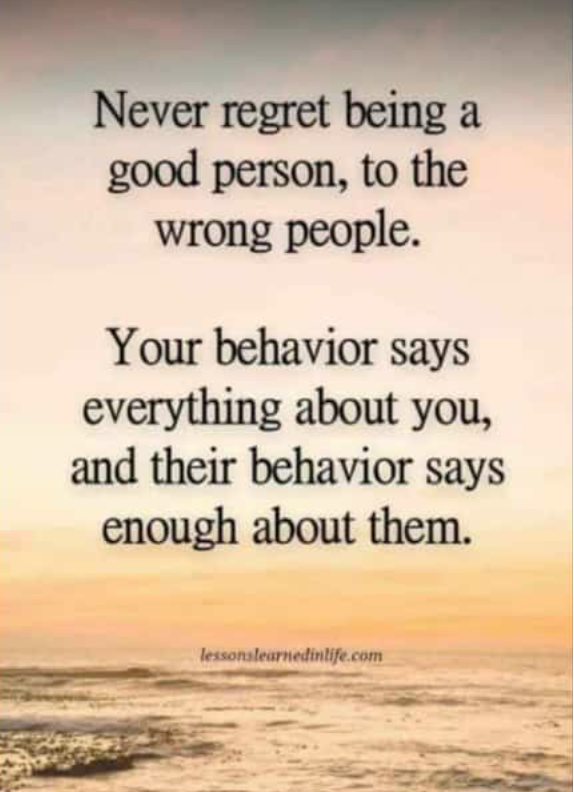 Never regret being a
good person, to the
wrong people.
Your behavior says
everything about you,
and their behavior says
enough about them.
lessonslearnedinlife.com